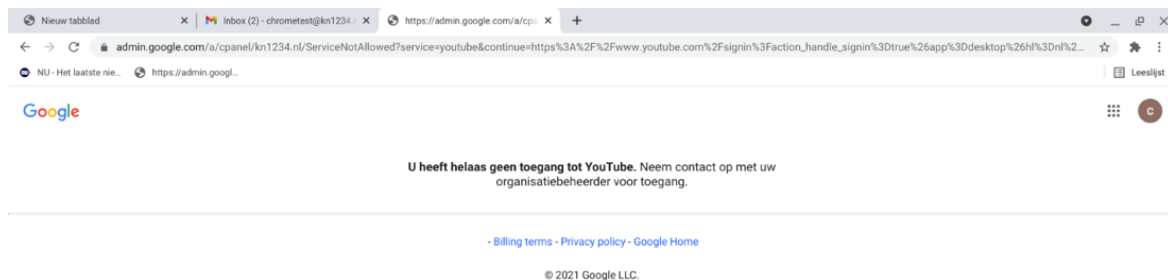 Nieuw tabblad
Inbox (2) - chrometest@kn1234.
https://admin.google.com/a/cpa
admin.google.com/a/cpanel/kn1234.nl/ServiceNotAllowed?service=youtube&continue=https%3A%2F%2Fwww.youtube.com%2Fsignin%3Faction_handle_signin%3Dtrue%26app%3Ddesktop%26hl%3Dnl%2...
NU - Het laatste nie...
https://admin.googl...
Leeslijst
Google
C
U heeft helaas geen toegang tot YouTube. Neem contact op met uw
organisatiebeheerder voor toegang.
- Billing terms - Privacy policy - Google Home
© 2021 Google LLC.